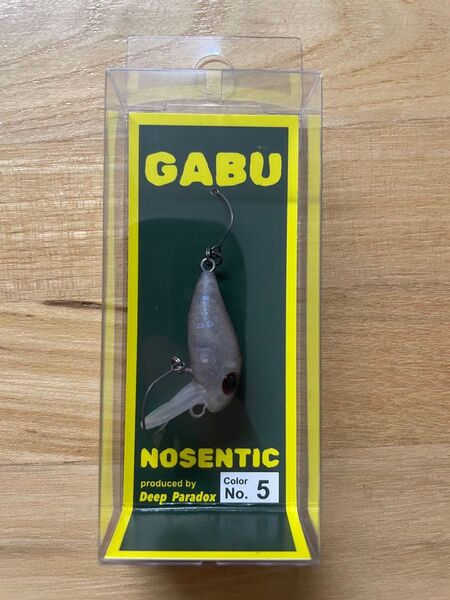 GABU
NOSENTIC
produced by
Deep Paradox
Color
No. 5